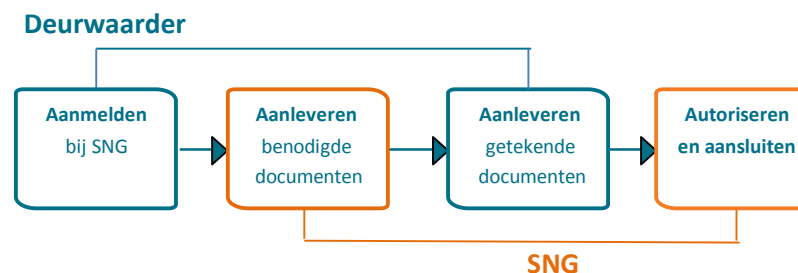 Deurwaarder
Aanmelden
bij SNG
Aanleveren
benodigde
documenten
Aanleveren
getekende
documenten
Autoriseren
en aansluiten
SNG